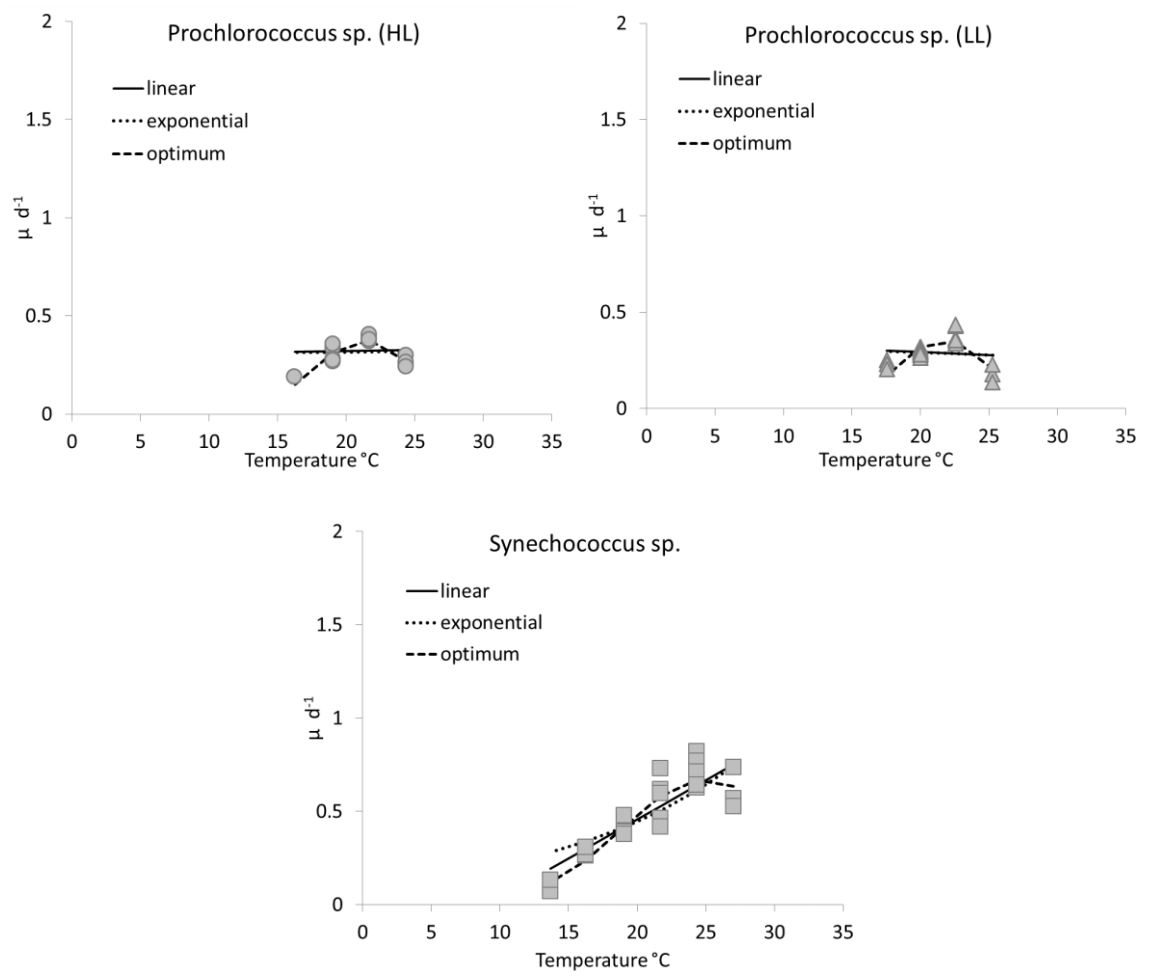 Prochlorococcus sp. (HL)
linear
exponential
optimum
μ d-1
2
1.5
1
0.5
0
0 5 10 15 20 25 30 35
Temperature °C
Prochlorococcus sp. (LL)
linear
exponential
optimum
μ d-1
2
1.5
1
0.5
0
0 5 10 15 20 25 30 35
Temperature °C
Synechococcus sp.
linear
exponential
optimum
μ d-1
2
1.5
1
0.5
0
0 5 10 15 20 25 30 35
Temperature °C